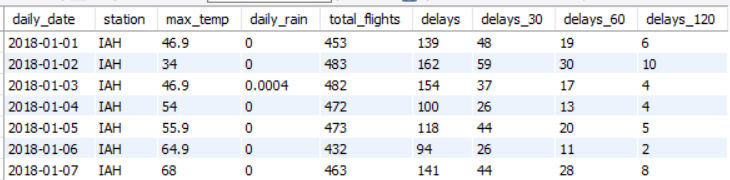 daily_date station max_temp daily_rain total_flights delays delays_30 delays_60 delays_120
2018-01-01 IAH 46.9 0 453 139 48 19 6
2018-01-02 IAH 34 0 483 162 59 30 10
2018-01-03 IAH 46.9 0.0004 482 154 37 17 4
2018-01-04 IAH 54 0 472 100 26 13 4
2018-01-05 IAH 55.9 0 473 118 44 20 5
2018-01-06 IAH 64.9 0 432 94 26 11 2
2018-01-07 IAH 68 0 463 141 44 28 8